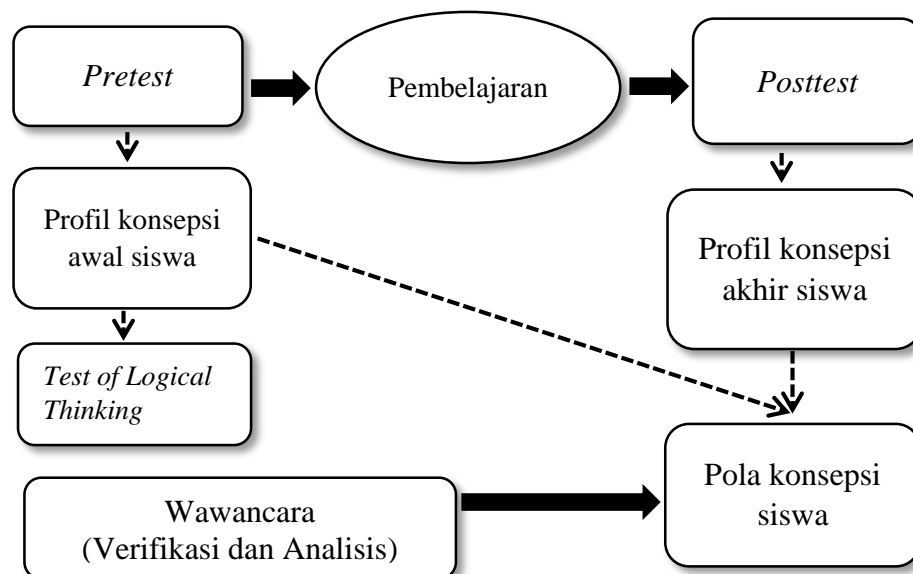 Pretest
Pembelajaran
Posttest
Profil konsepsi
awal siswa
Profil konsepsi
akhir siswa
Test of Logical
Thinking
Pola konsepsi
siswa
Wawancara
(Verifikasi dan Analisis)